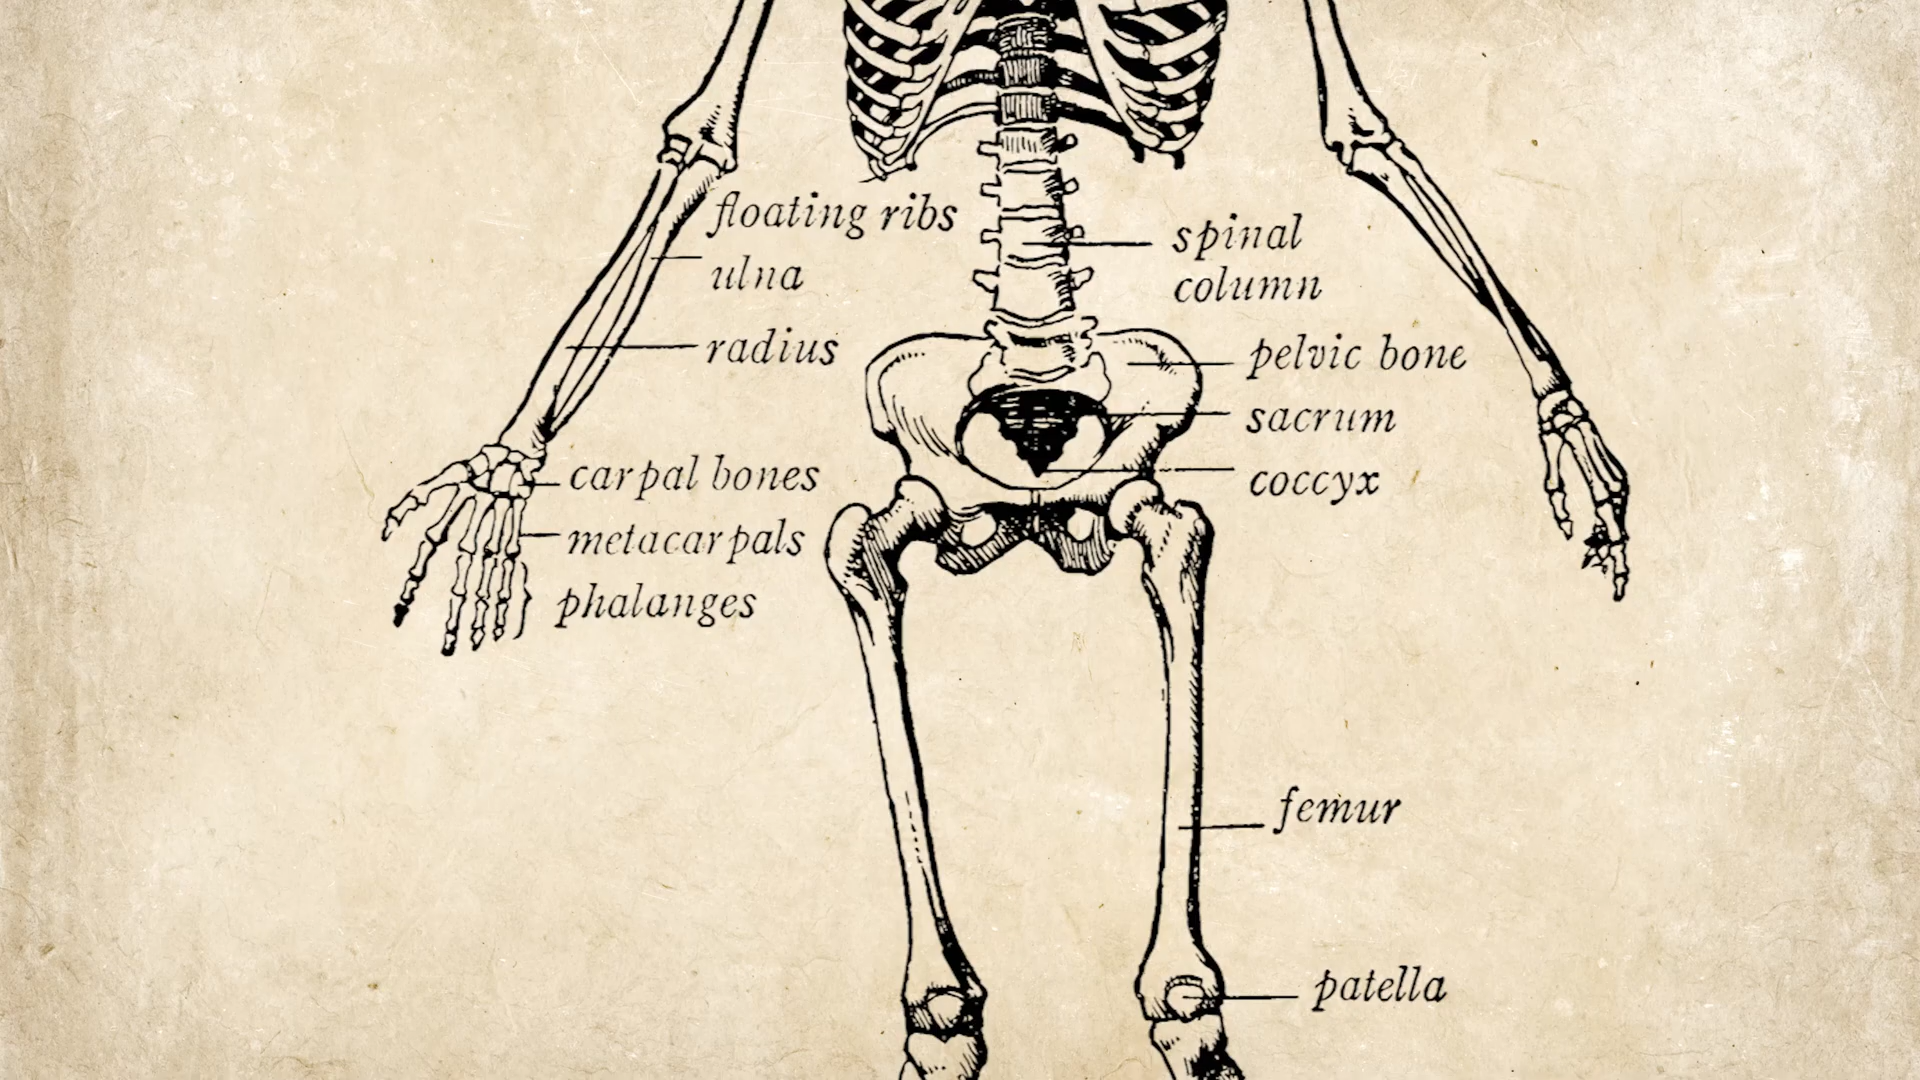 floating ribs
ulna
radius
carpal bones
metacarpals
phalanges
spinal
column
pelvic bone
sacrum
coccyx
femur
patella